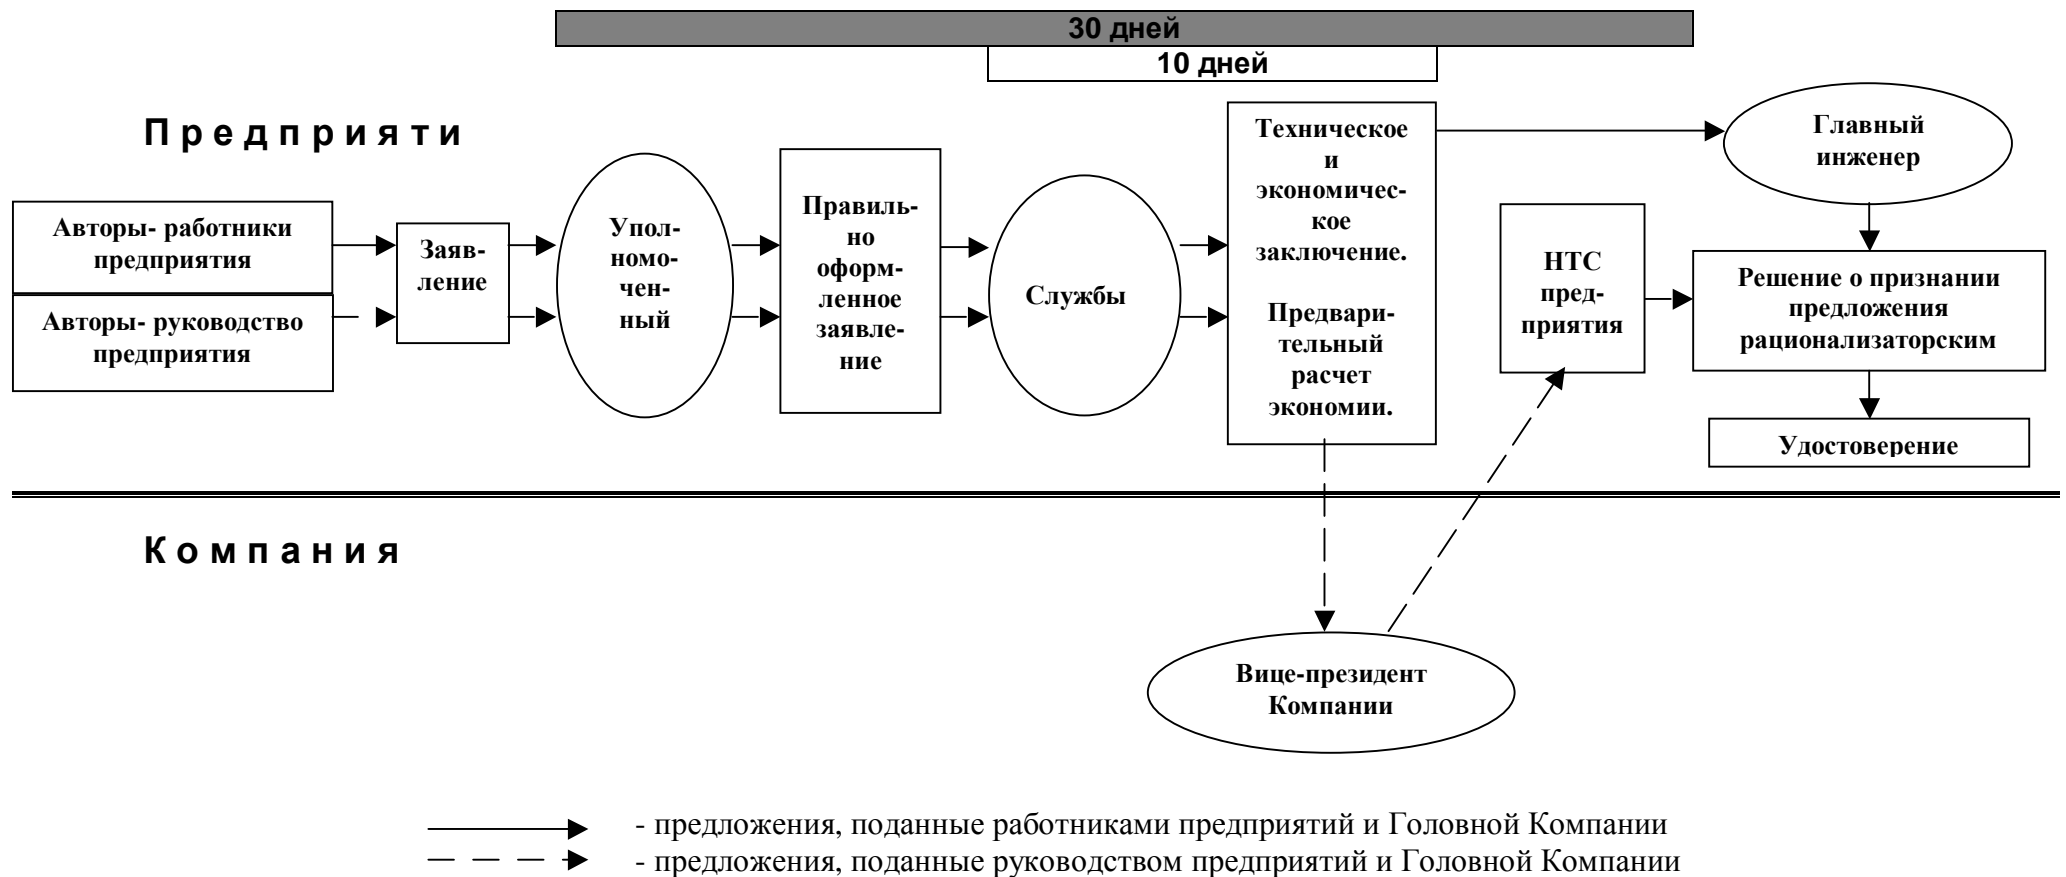 30 дней
10 дней
Предприяти
Авторы- работники
предприятия
Авторы- руководство
предприятия
Заяв-
ление
Упол-
номо-
чен-
ный
Правиль-
но
оформ-
ленное
заявле-
ние
Службы
Техническое
и
экономичес-
кое
заключение.
Предвари-
тельный
расчет
экономии.
НТС
пред-
приятия
Главный
инженер
Решение о признании
предложения
рационализаторским
Удостоверение
Компания
Вице-президент
Компании
- предложения, поданные работниками предприятий и Головной Компании
- предложения, поданные руководством предприятий и Головной Компании